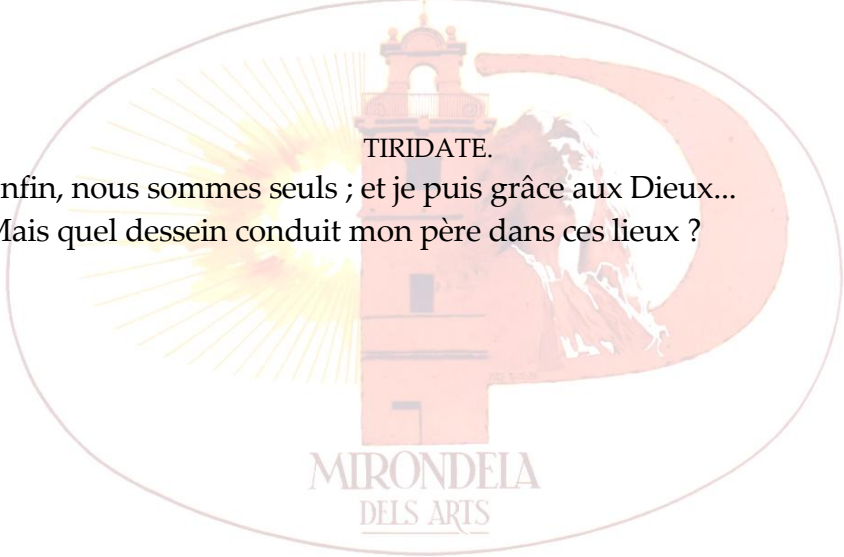 TIRIDATE.
nfin, nous sommes seuls ; et je puis grâce aux Dieux...
Mais quel dessein conduit mon père dans ces lieux ?
MIRONDELA
DELS ARTS